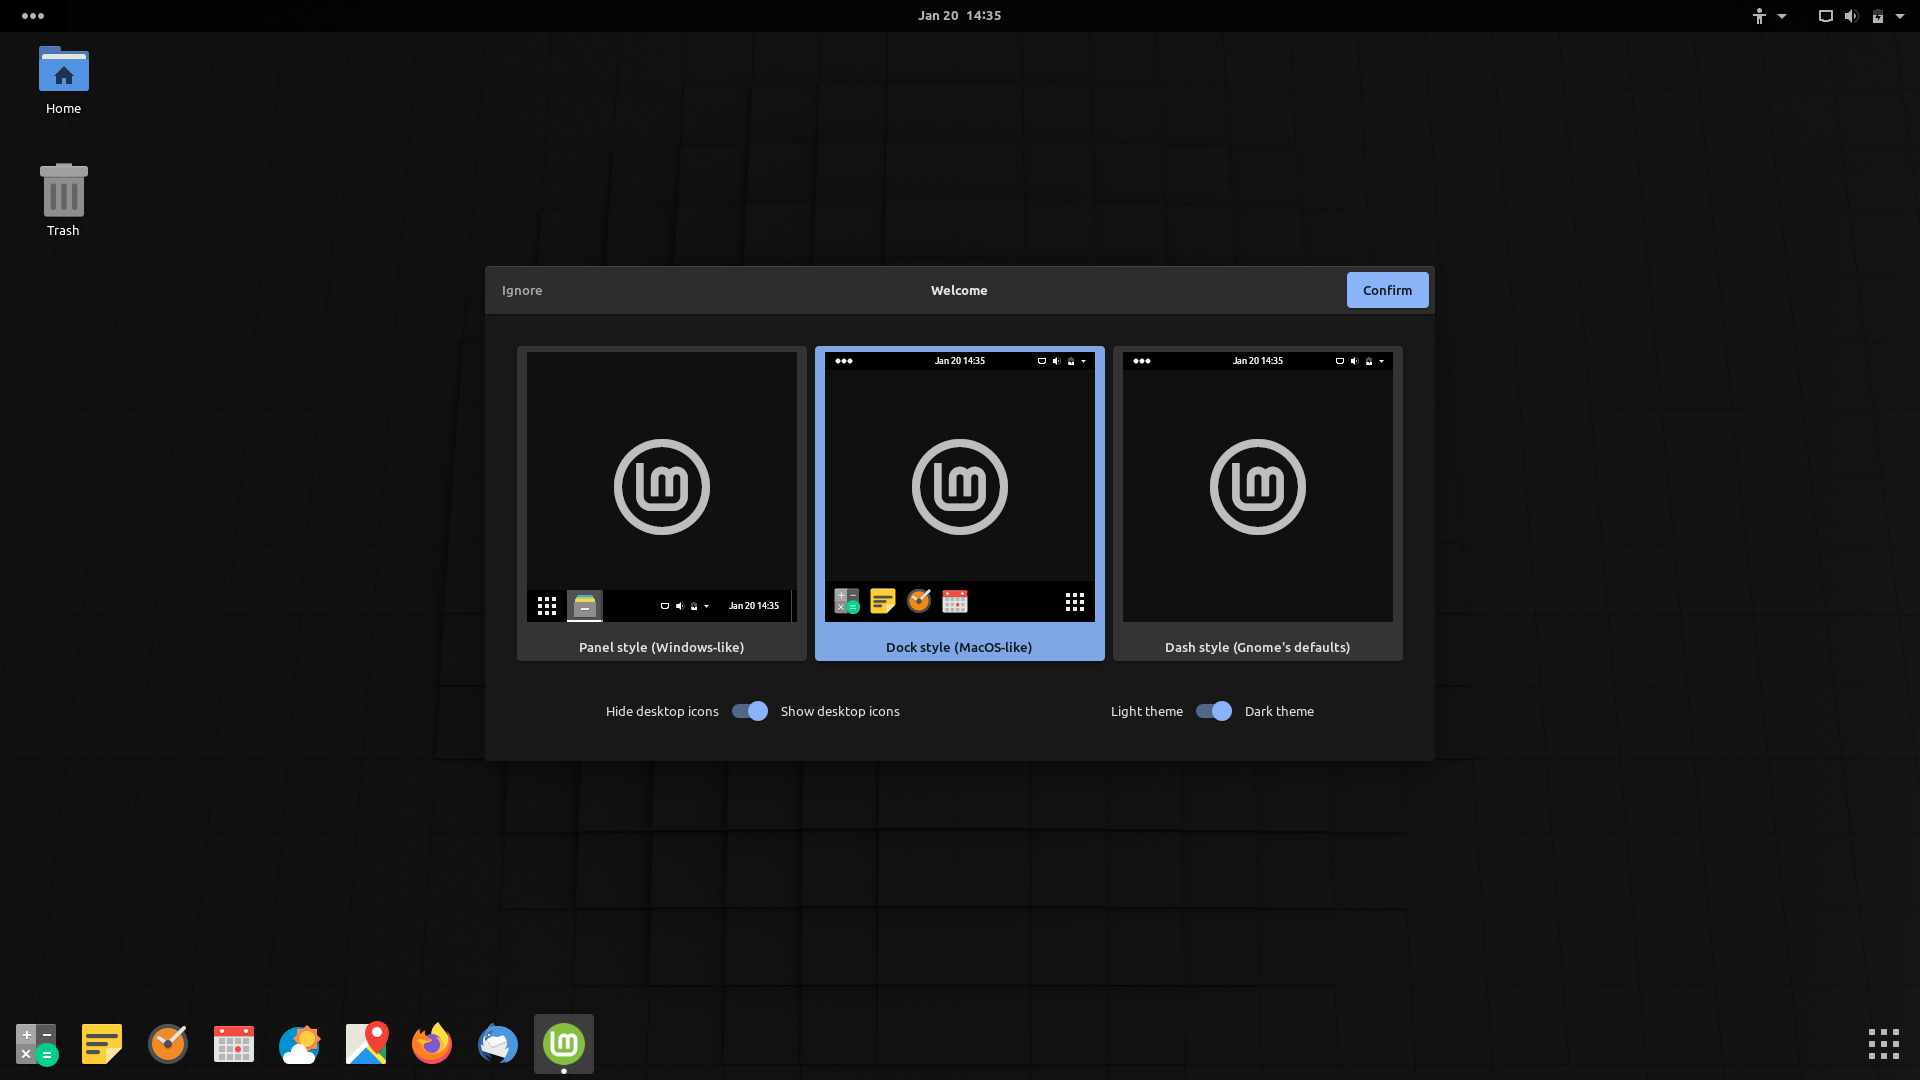 Jan 20 14:35
Home
Trash
Ignore
Welcome
Confirm
Jan 20 14:35
Jan 20 14:35
Jan 20 14:35
Panel style (Windows-like)
Dock style (MacOS-like)
Dash style (Gnome's defaults)
Hide desktop icons
Show desktop icons
Light theme
Dark theme